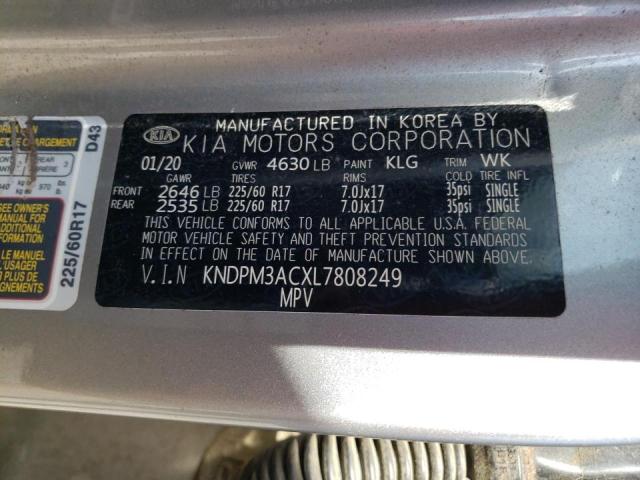 MANUFACTURED IN KOREA BY
KIA KIA MOTORS CORPORATION
01/20 GVWR 4630 LB PAINT KLG TRIM WK
GAWR TIRES RIMS COLD TIRE INFL
FRONT 2646 LB 225/60 R17 7.0Jx17 35psi SINGLE
REAR 2535 LB 225/60 R17 7.0Jx17 35psi SINGLE
THIS VEHICLE CONFORMS TO ALL APPLICABLE U.S.A. FEDERAL
MOTOR VEHICLE SAFETY AND THEFT PREVENTION STANDARDS
IN EFFECT ON THE DATE OF MANUFACTURE SHOWN ABOVE.
V.I.N KNDPM3ACXL7808249
MPV
CHARGEMENT
970 lbs.
SEE OWNER'S
MANUAL FOR
ADDITIONAL
INFORMATION
L'USAGER
225/60R17
D43